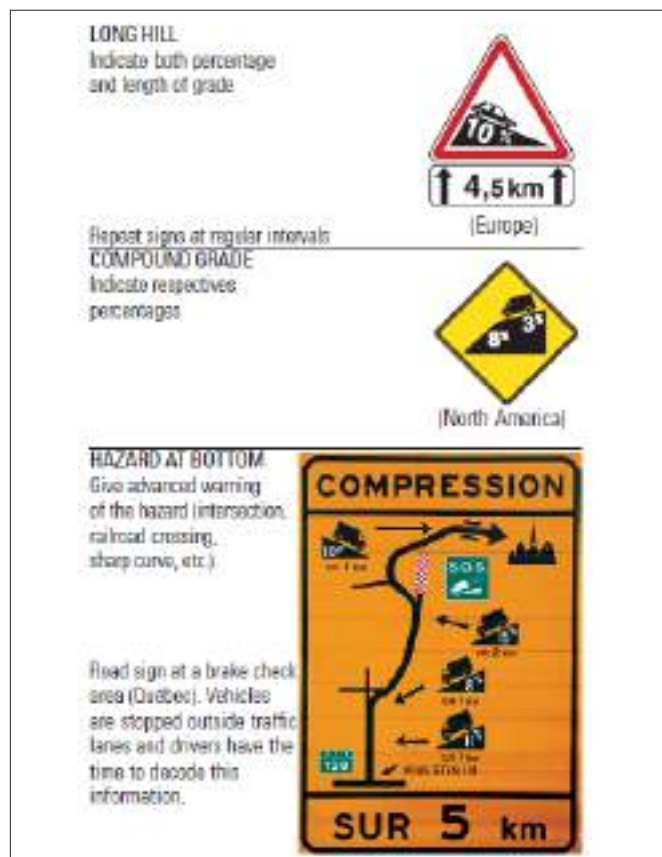 LONG HILL
Indicate both percentage
and length of grade
10%
4,5 km
(Europe)
Repeat signs at regular intervals
COMPOUND GRADE
Indicate respectives
percentages
8% 3%
(North America)
HAZARD AT BOTTOM
Give advanced warning
of the hazard (intersection,
railroad crossing,
sharp curve, etc.)
Road sign at a brake check
area (Québec). Vehicles
are stopped outside traffic
lanes and drivers have the
time to decode this
information.
COMPRESSION
SOS
SUR 5 km